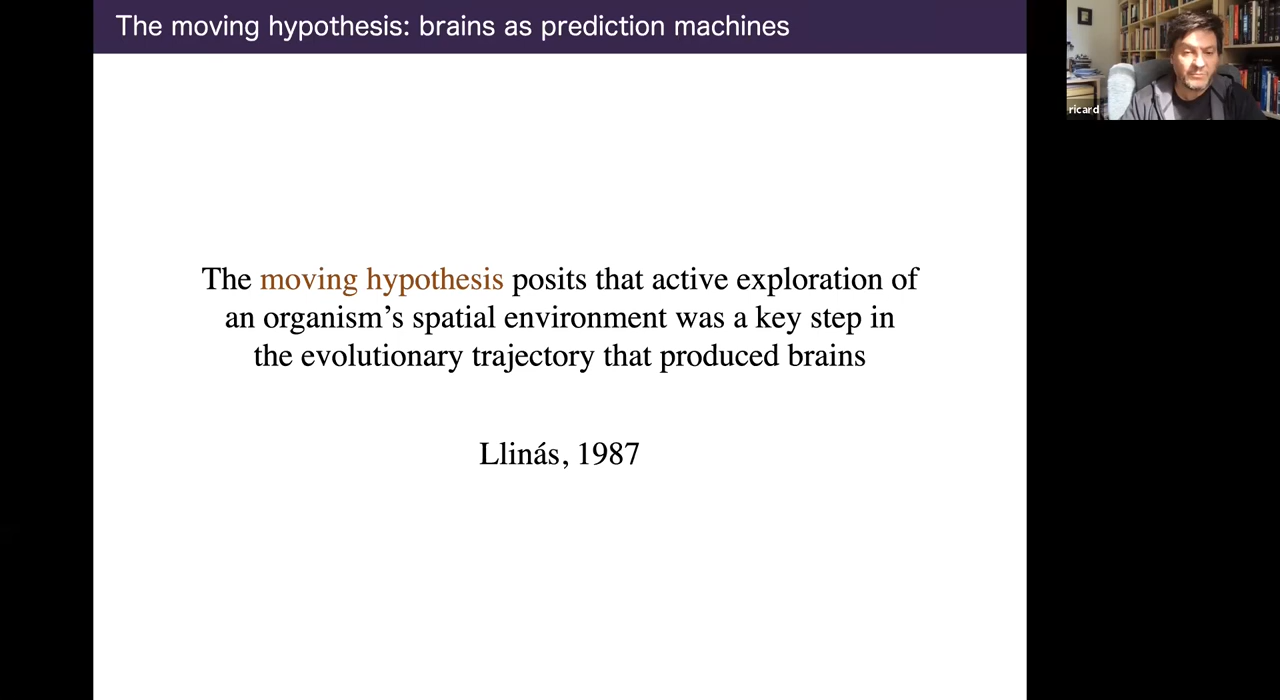 The moving hypothesis: brains as prediction machines
ricard
The moving hypothesis posits that active exploration of
an organism’s spatial environment was a key step in
the evolutionary trajectory that produced brains
Llinás, 1987